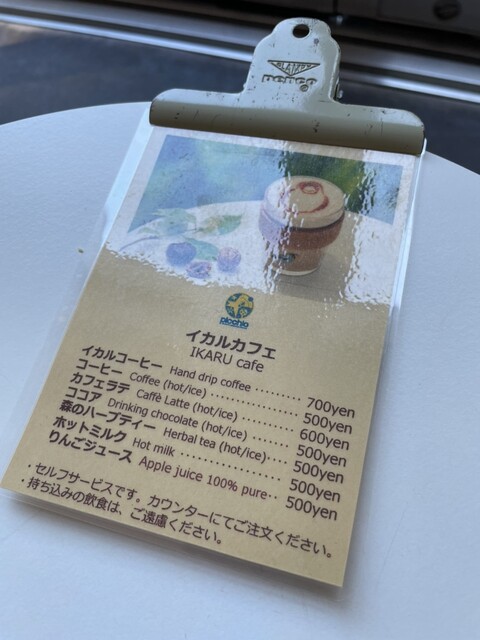 PENCO
picchio
イカルカフェ
IKARU cafe
イカルコーヒー Hand drip coffee ········· 700yen
コーヒー Coffee (hot/ice) ················ 500yen
カフェラテ Caffè Latte (hot/ice) ·········· 600yen
ココア Drinking chocolate (hot/ice) ······· 500yen
森のハーブティー Herbal tea (hot/ice)···· 500yen
ホットミルク Hot milk ···················· 500yen
りんごジュース Apple juice 100% pure·· 500yen
・セルフサービスです。カウンターにてご注文ください。
・持ち込みの飲食は、ご遠慮ください。